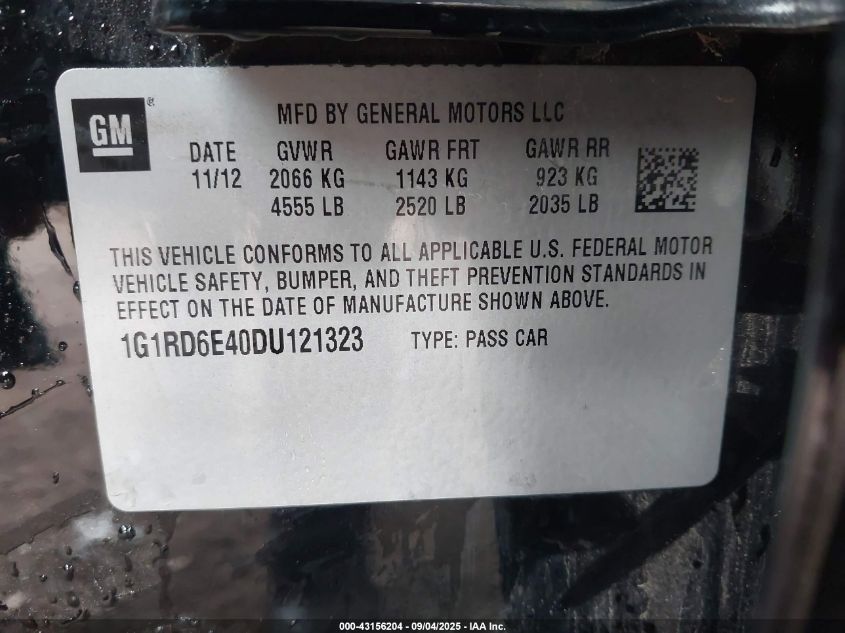 GM ®
MFD BY GENERAL MOTORS LLC
DATE GVWR GAWR FRT GAWR RR
11/12 2066 KG 1143 KG 923 KG
4555 LB 2520 LB 2035 LB
THIS VEHICLE CONFORMS TO ALL APPLICABLE U.S. FEDERAL MOTOR
VEHICLE SAFETY, BUMPER, AND THEFT PREVENTION STANDARDS IN
EFFECT ON THE DATE OF MANUFACTURE SHOWN ABOVE.
1G1RD6E40DU121323 TYPE: PASS CAR
000-43156204 - 09/04/2025 - IAA Inc.